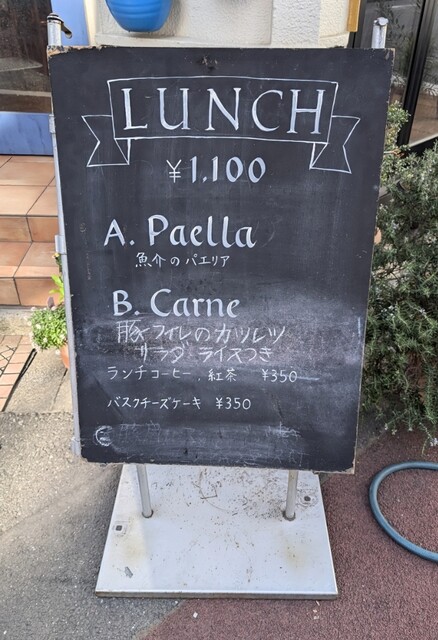 LUNCH
¥1,100
A. Paella
魚介のパエリア
B. Carne
豚フィレのカツレツ
サラダ ライスつき
ランチコーヒー、紅茶 ¥350
バスクチーズケーキ ¥350